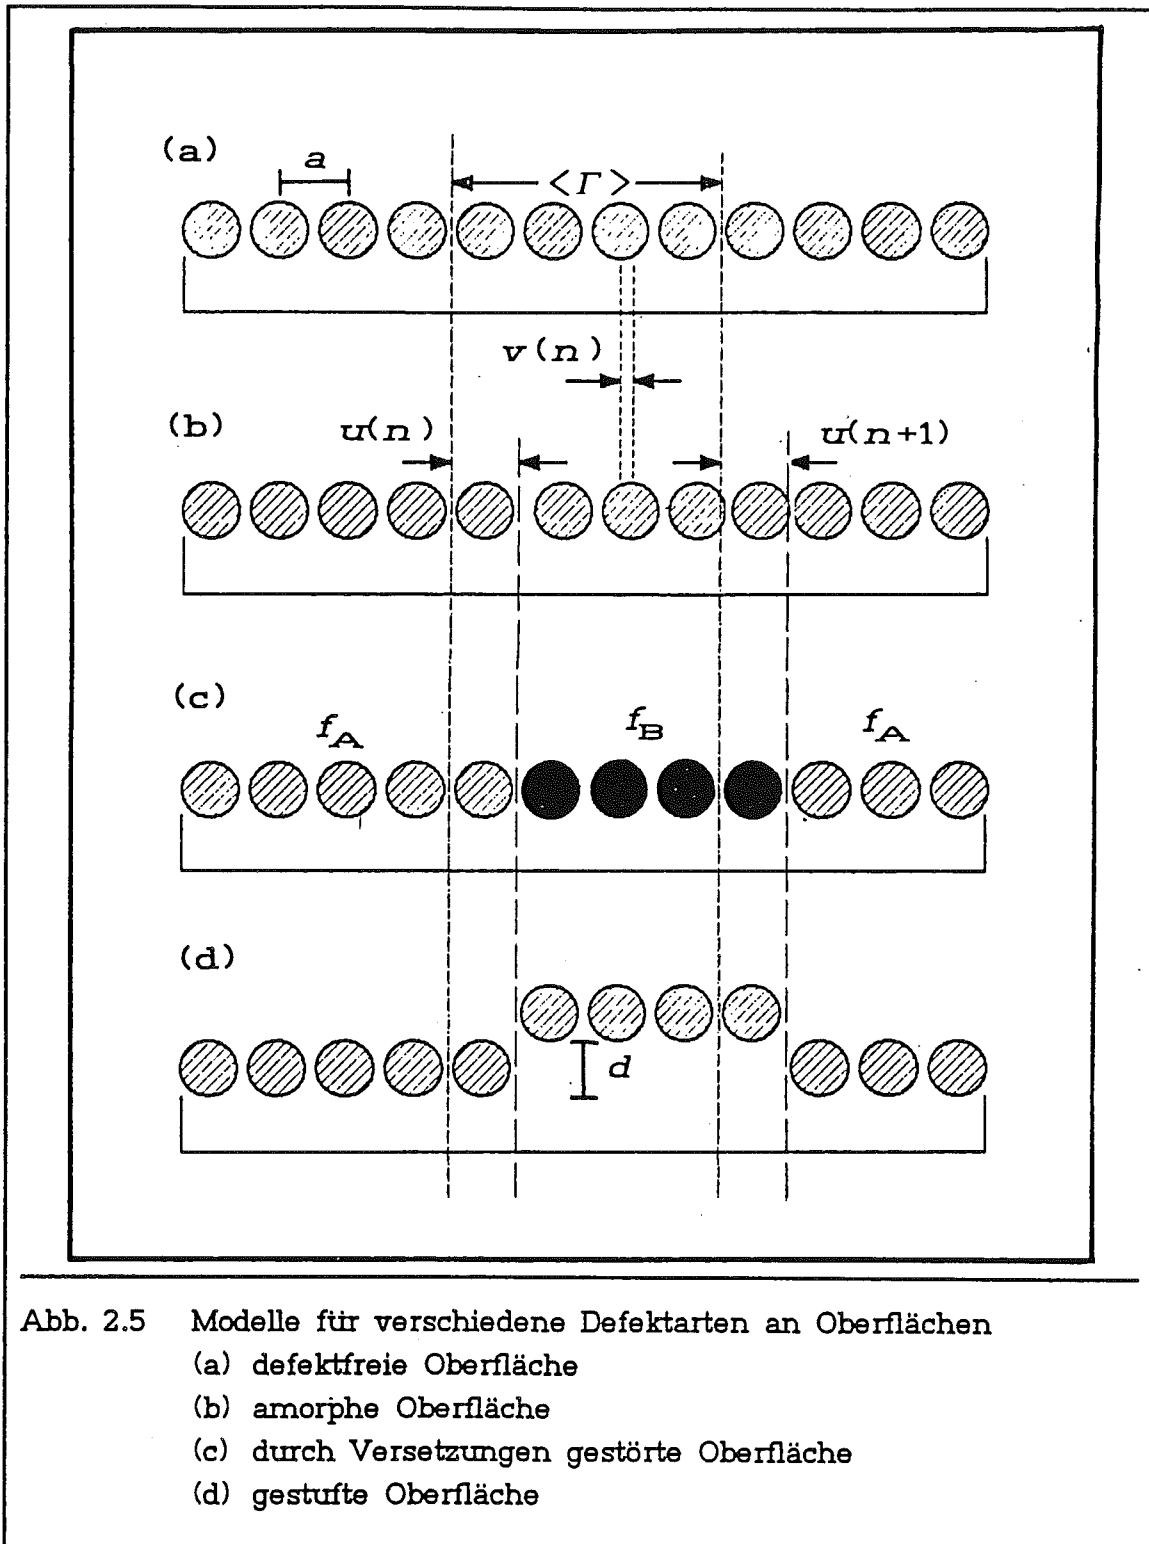 (a)
a
<Γ>
v(n)
(b)
u(n)
u(n+1)
(c)
f_A
f_B
f_A
(d)
d
Abb. 2.5 Modelle für verschiedene Defektarten an Oberflächen
(a) defektfreie Oberfläche
(b) amorphe Oberfläche
(c) durch Versetzungen gestörte Oberfläche
(d) gestufte Oberfläche